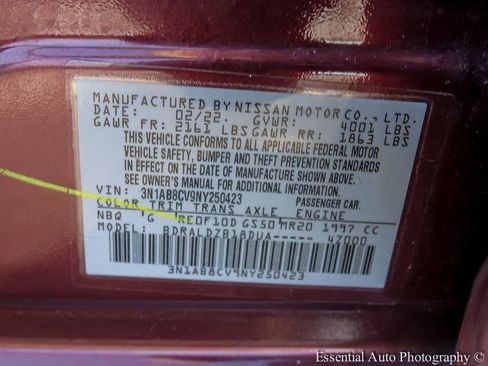 MANUFACTURED BY NISSAN MOTOR CO., LTD.
DATE: 02/22 GVWR: 4001 LBS
GAWR FR: 2161 LBS GAWR RR: 1863 LBS
THIS VEHICLE CONFORMS TO ALL APPLICABLE FEDERAL MOTOR
VEHICLE SAFETY, BUMPER AND THEFT PREVENTION STANDARDS
IN EFFECT ON THE DATE OF MANUFACTURE SHOWN ABOVE.
SEE OWNER'S MANUAL FOR ADDITIONAL INFORMATION.
VIN: 3N1AB8CV9NY250423 PASSENGER CAR.
COLOR TRIM TRANS AXLE ENGINE
NBQ 'G RE0F10D GS50 MR20 1997 CC
MODEL: BDRALDZB18DUA----- 47000
3N1AB8CV9NY250423
Essential Auto Photography ©